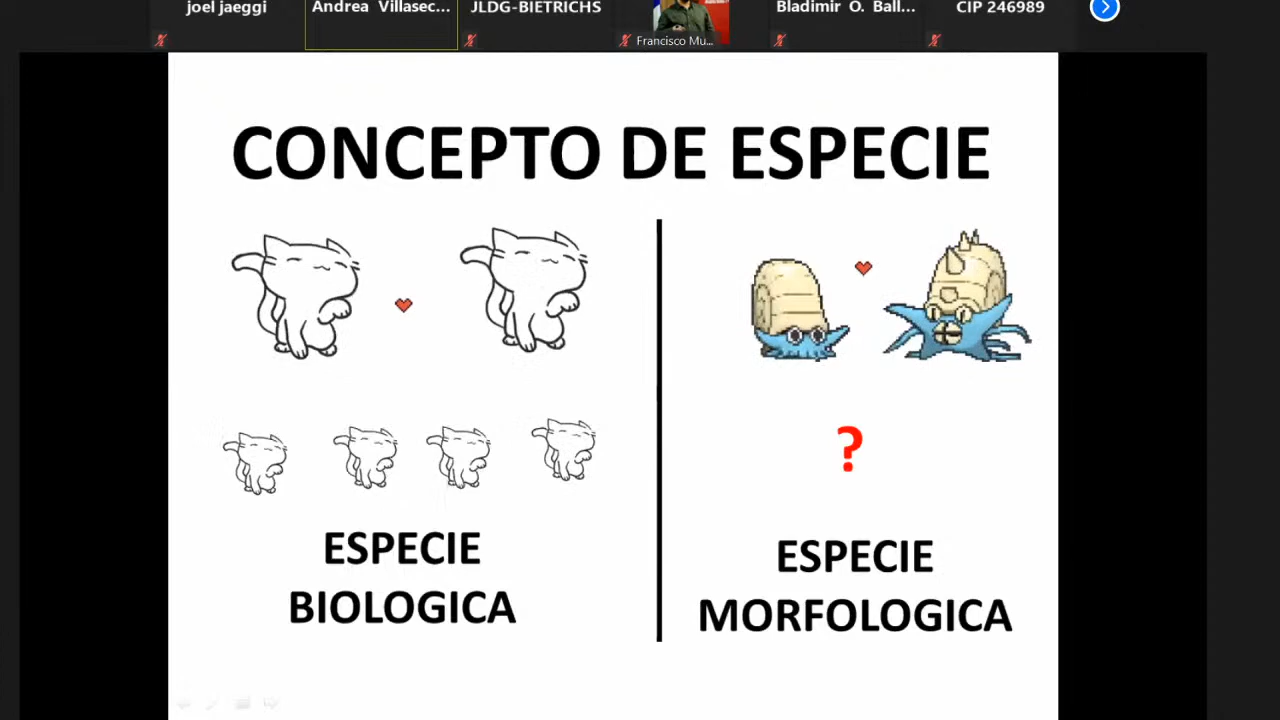 joel jaeggi
Andrea Villasec...
JLDG-BIETRICHS
Francisco Mu...
Bladimir O. Ball...
CIP 246989
CONCEPTO DE ESPECIE
?
ESPECIE
BIOLOGICA
ESPECIE
MORFOLOGICA